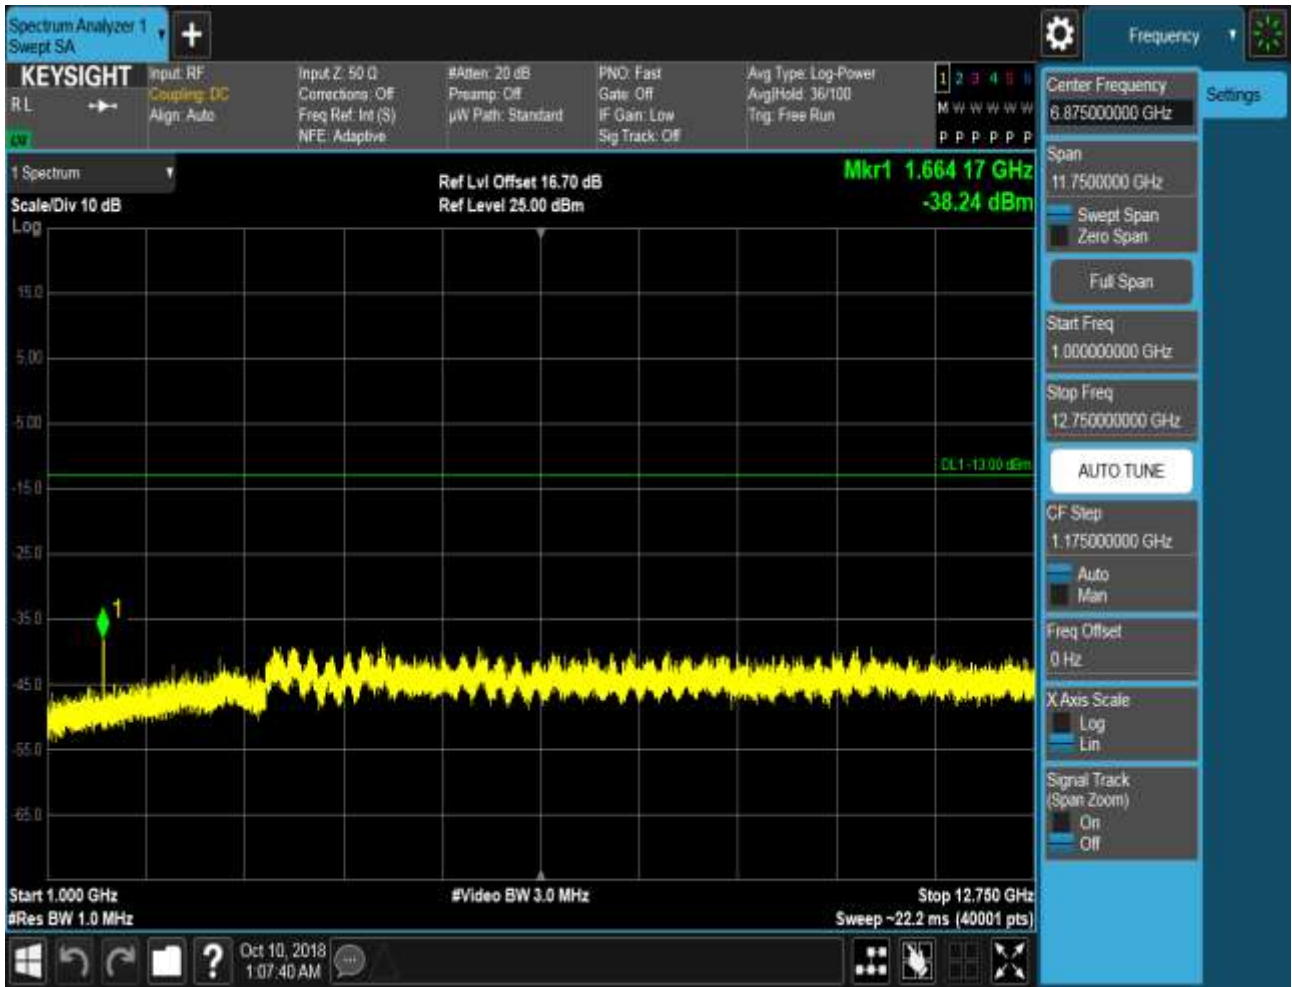 Spectrum Analyzer 1
Swept SA
Frequency
KEYSIGHT
RL
Input: RF
Coupling: DC
Align: Auto
Input Z: 50 Ω
Corrections: Off
Freq Ref: Int (S)
NFE: Adaptive
#Atten: 20 dB
Preamp: Off
µW Path: Standard
PNO: Fast
Gate: Off
IF Gain: Low
Sig Track: Off
Avg Type: Log-Power
Avg|Hold: 36/100
Trig: Free Run
1 2 3 4 5 6
M W W W W W
P P P P P P
1 Spectrum
Scale/Div 10 dB
Log
Ref Lvl Offset 16.70 dB
Ref Level 25.00 dBm
Mkr1 1.664 17 GHz
-38.24 dBm
15.0
5.00
-5.00
DL1 -13.00 dBm
-15.0
-25.0
-35.0
1
-45.0
-55.0
-65.0
Start 1.000 GHz
#Res BW 1.0 MHz
#Video BW 3.0 MHz
Stop 12.750 GHz
Sweep ~22.2 ms (40001 pts)
Oct 10, 2018
1:07:40 AM
Center Frequency
6.875000000 GHz
Settings
Span
11.7500000 GHz
Swept Span
Zero Span
Full Span
Start Freq
1.000000000 GHz
Stop Freq
12.750000000 GHz
AUTO TUNE
CF Step
1.175000000 GHz
Auto
Man
Freq Offset
0 Hz
X Axis Scale
Log
Lin
Signal Track
(Span Zoom)
On
Off